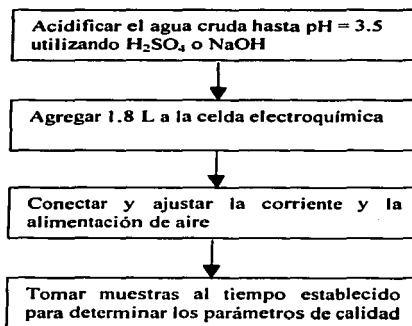 Acidificar el agua cruda hasta pH = 3.5
utilizando H₂SO₄ o NaOH
Agregar 1.8 L a la celda electroquímica
Conectar y ajustar la corriente y la
alimentación de aire
Tomar muestras al tiempo establecido
para determinar los parámetros de calidad